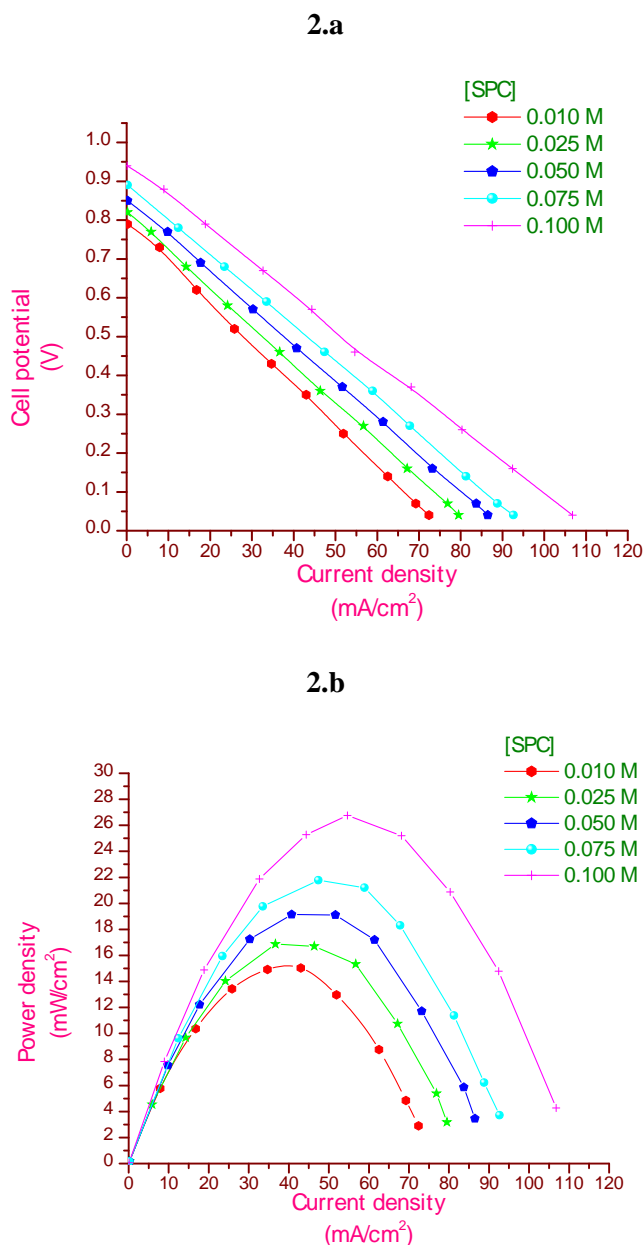 2.a
[SPC]
0.010 M
0.025 M
0.050 M
0.075 M
0.100 M
1.0
0.9
0.8
0.7
0.6
0.5
0.4
0.3
0.2
0.1
0.0
Cell potential
(V)
0 10 20 30 40 50 60 70 80 90 100 110 120
Current density
(mA/cm²)
2.b
[SPC]
0.010 M
0.025 M
0.050 M
0.075 M
0.100 M
30
28
26
24
22
20
18
16
14
12
10
8
6
4
2
0
Power density
(mW/cm²)
0 10 20 30 40 50 60 70 80 90 100 110 120
Current density
(mA/cm²)